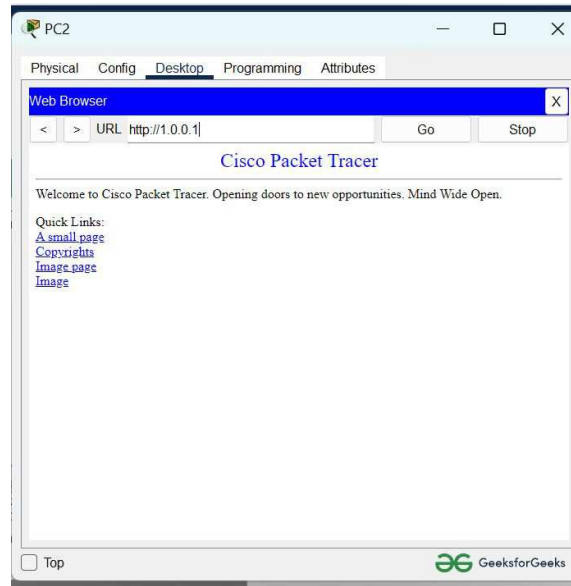 PC2
Physical Config Desktop Programming Attributes
Web Browser
X
< > URL http://1.0.0.1 Go Stop
Cisco Packet Tracer
Welcome to Cisco Packet Tracer. Opening doors to new opportunities. Mind Wide Open.
Quick Links:
A small page
Copyrights
Image page
Image
Top
GeeksforGeeks